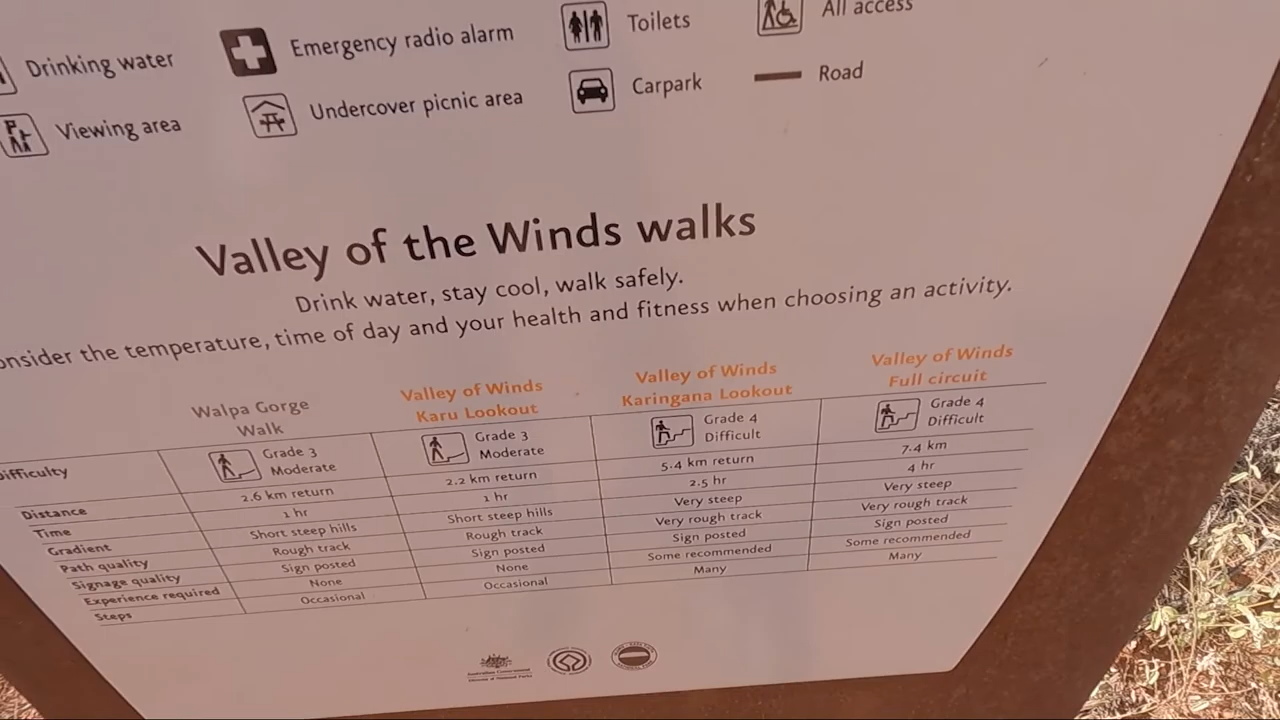 Drinking water
Emergency radio alarm
Toilets
All access
Viewing area
Undercover picnic area
Carpark
Road
Valley of the Winds walks
Drink water, stay cool, walk safely.
onsider the temperature, time of day and your health and fitness when choosing an activity.
Walpa Gorge Walk
Valley of Winds Karu Lookout
Valley of Winds Karingana Lookout
Valley of Winds Full circuit
ifficulty
Grade 3 Moderate
Grade 3 Moderate
Grade 4 Difficult
Grade 4 Difficult
Distance 2.6 km return 2.2 km return 5.4 km return 7.4 km
Time 1 hr 1 hr 2.5 hr 4 hr
Gradient Short steep hills Short steep hills Very steep Very steep
Path quality Rough track Rough track Very rough track Very rough track
Signage quality Sign posted Sign posted Sign posted Sign posted
Experience required None None Some recommended Some recommended
Steps Occasional Occasional Many Many
Australian Government